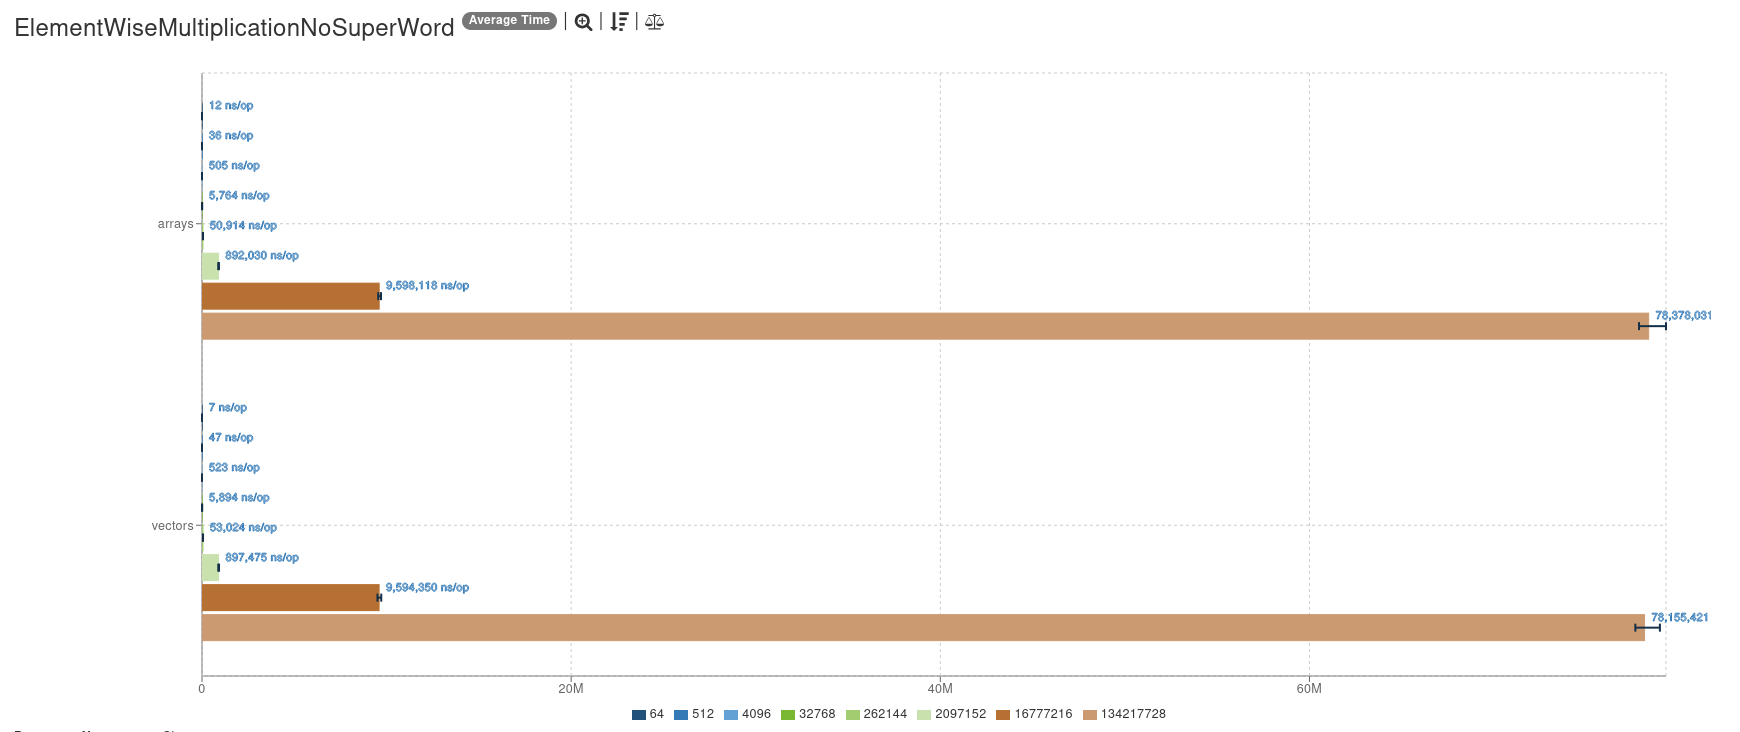 ElementWiseMultiplicationNoSuperWord Average Time
12 ns/op
36 ns/op
505 ns/op
5,764 ns/op
arrays
50,914 ns/op
892,030 ns/op
9,598,118 ns/op
78,378,031
7 ns/op
47 ns/op
523 ns/op
5,894 ns/op
vectors
53,024 ns/op
897,475 ns/op
9,594,350 ns/op
78,155,421
0 20M 40M 60M
64 512 4096 32768 262144 2097152 16777216 134217728